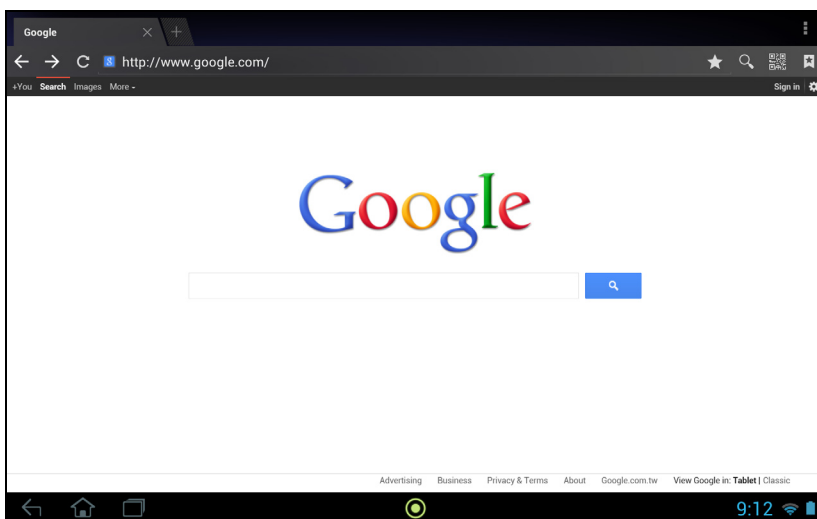 Google
http://www.google.com/
+You Search Images More
Sign in
Google
Advertising Business Privacy & Terms About Google.com.tw View Google in: Tablet | Classic
9:12